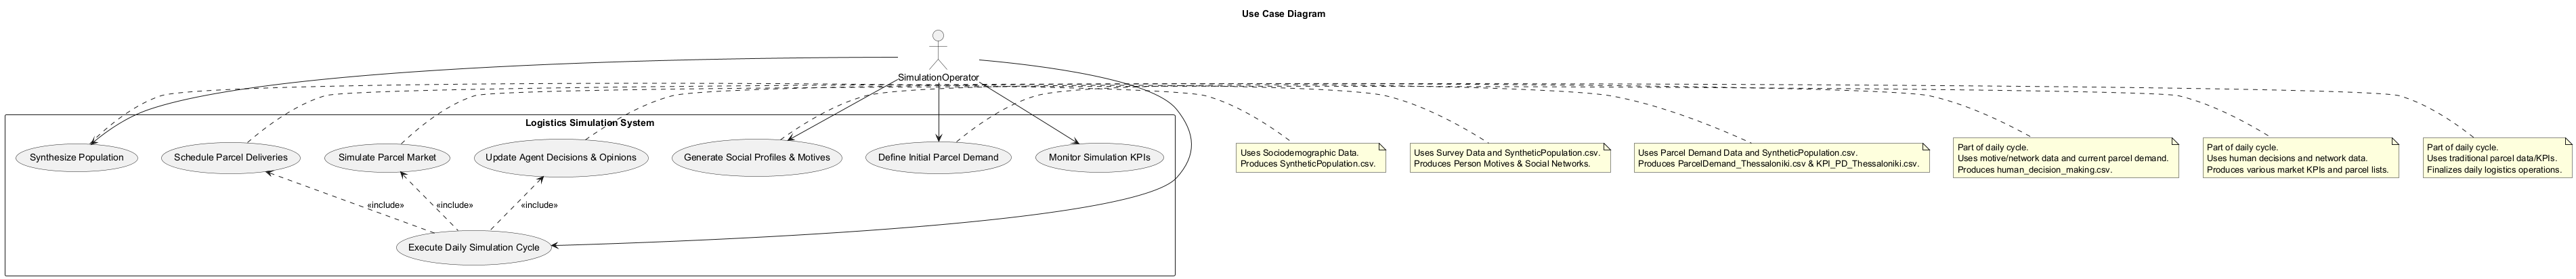 Use Case Diagram
SimulationOperator
Logistics Simulation System
Synthesize Population
Schedule Parcel Deliveries
Simulate Parcel Market
Update Agent Decisions & Opinions
Generate Social Profiles & Motives
Define Initial Parcel Demand
Monitor Simulation KPIs
Uses Sociodemographic Data.
Produces SyntheticPopulation.csv.
Uses Survey Data and SyntheticPopulation.csv.
Produces Person Motives & Social Networks.
Uses Parcel Demand Data and SyntheticPopulation.csv.
Produces ParcelDemand_Thessaloniki.csv & KPI_PD_Thessaloniki.csv.
Part of daily cycle.
Uses motive/network data and current parcel demand.
Produces human_decision_making.csv.
Part of daily cycle.
Uses human decisions and network data.
Produces various market KPIs and parcel lists.
Part of daily cycle.
Uses traditional parcel data/KPIs.
Finalizes daily logistics operations.
«include»
«include»
«include»
Execute Daily Simulation Cycle